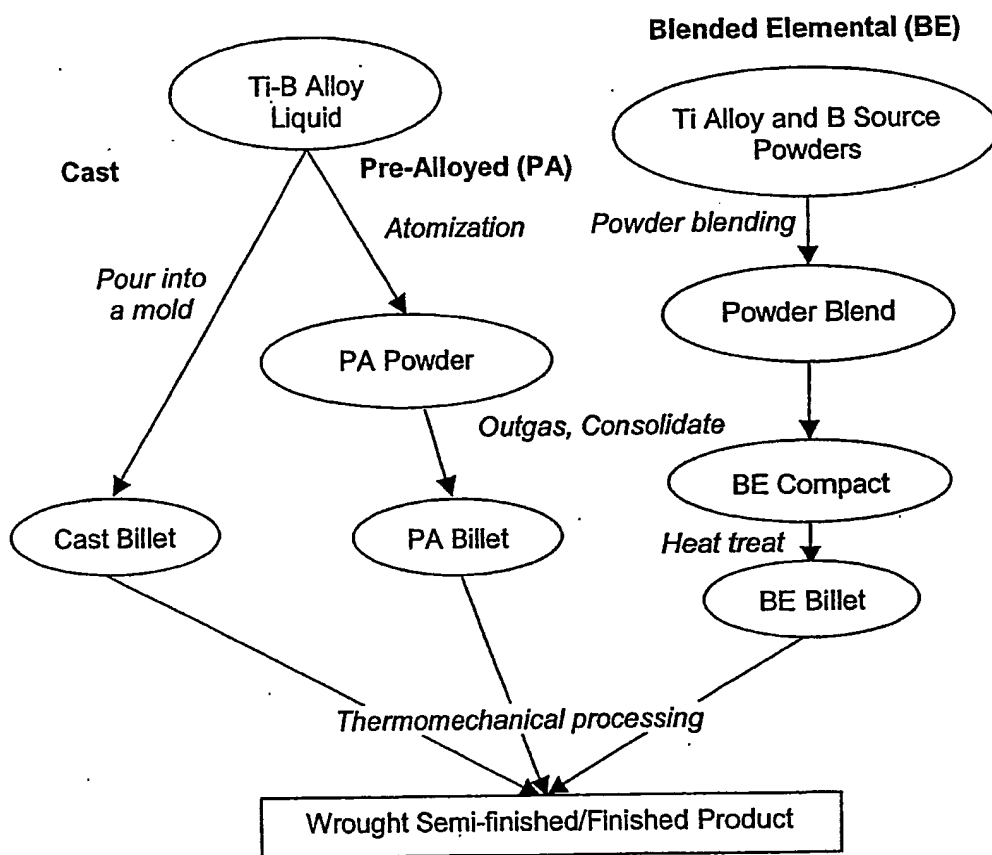 Blended Elemental (BE)
Ti-B Alloy
Liquid
Ti Alloy and B Source
Powders
Cast
Pre-Alloyed (PA)
Atomization
Powder blending
Pour into
a mold
Powder Blend
PA Powder
Outgas, Consolidate
BE Compact
Cast Billet
PA Billet
Heat treat
BE Billet
Thermomechanical processing
Wrought Semi-finished/Finished Product